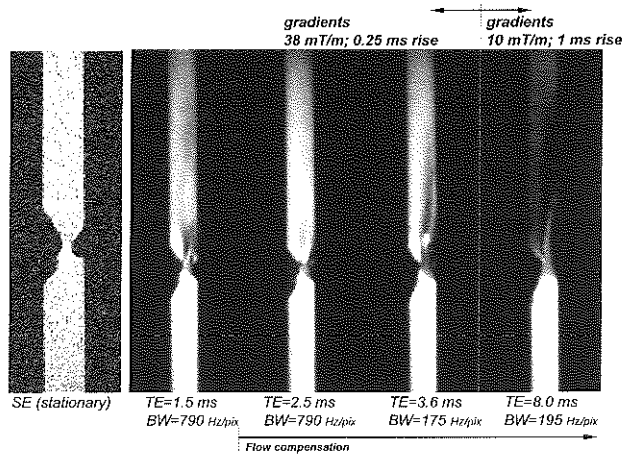 gradients
38 mT/m; 0.25 ms rise
gradients
10 mT/m; 1 ms rise
SE (stationary)
TE=1.5 ms
BW=790 Hz/pix
TE=2.5 ms
BW=790 Hz/pix
TE=3.6 ms
BW=175 Hz/pix
TE=8.0 ms
BW=195 Hz/pix
Flow compensation